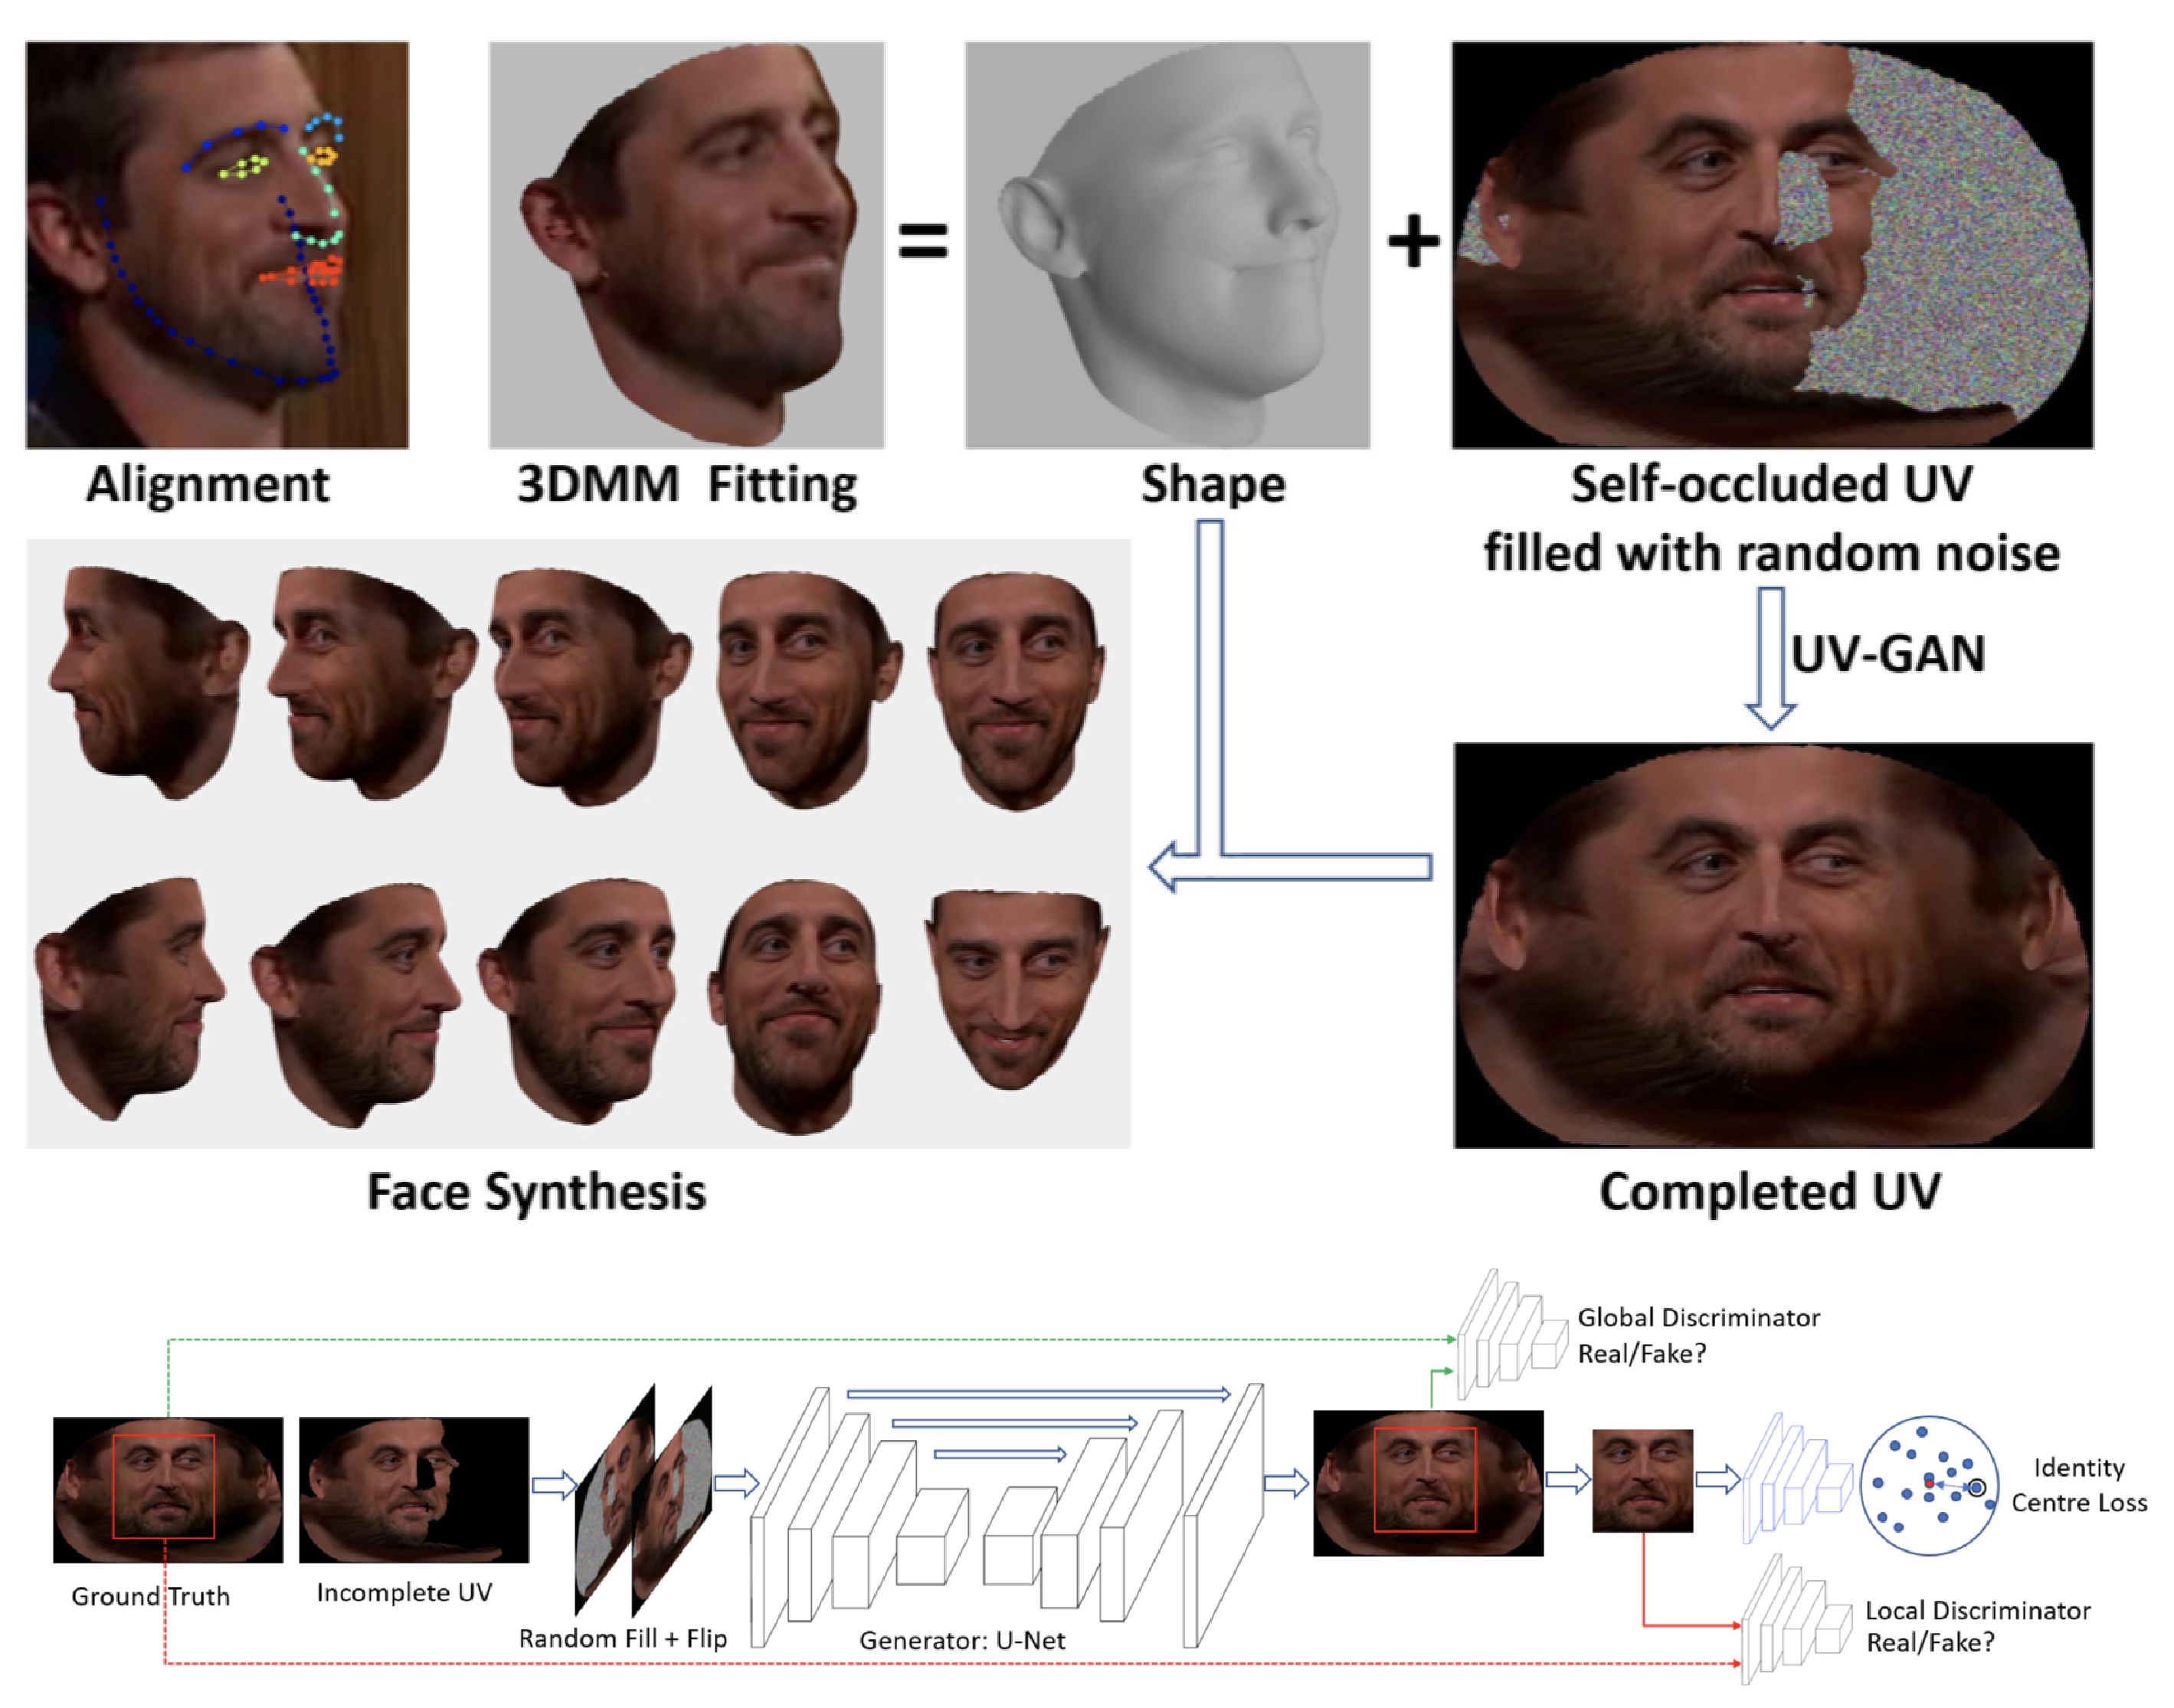 =
+
Alignment
3DMM Fitting
Shape
Self-occluded UV
filled with random noise
UV-GAN
Face Synthesis
Completed UV
Global Discriminator
Real/Fake?
Ground Truth
Incomplete UV
Random Fill + Flip
Generator: U-Net
Identity
Centre Loss
Local Discriminator
Real/Fake?